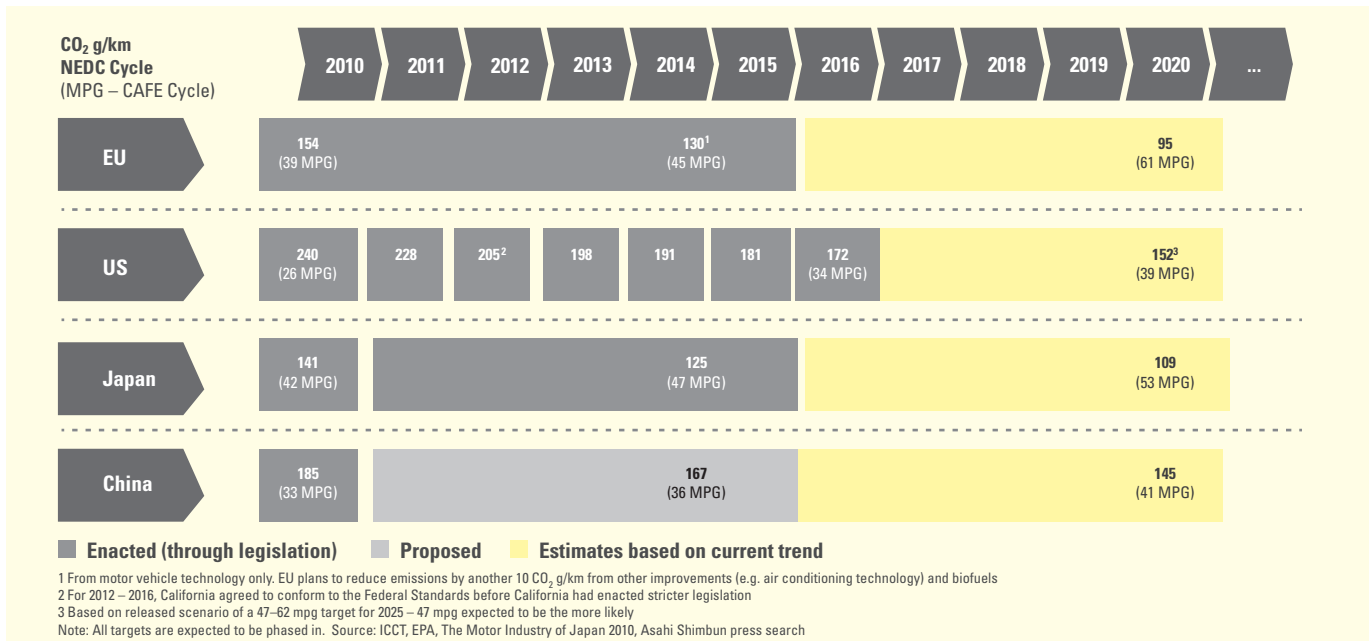 CO₂ g/km
NEDC Cycle
(MPG – CAFE Cycle)
2010 2011 2012 2013 2014 2015 2016 2017 2018 2019 2020 ...
EU
154 130¹ 95
(39 MPG) (45 MPG) (61 MPG)
US
240 228 205² 198 191 181 172 152³
(26 MPG) (34 MPG) (39 MPG)
Japan
141 125 109
(42 MPG) (47 MPG) (53 MPG)
China
185 167 145
(33 MPG) (36 MPG) (41 MPG)
Enacted (through legislation) Proposed Estimates based on current trend
1 From motor vehicle technology only. EU plans to reduce emissions by another 10 CO₂ g/km from other improvements (e.g. air conditioning technology) and biofuels
2 For 2012 – 2016, California agreed to conform to the Federal Standards before California had enacted stricter legislation
3 Based on released scenario of a 47–62 mpg target for 2025 – 47 mpg expected to be the more likely
Note: All targets are expected to be phased in. Source: ICCT, EPA, The Motor Industry of Japan 2010, Asahi Shimbun press search